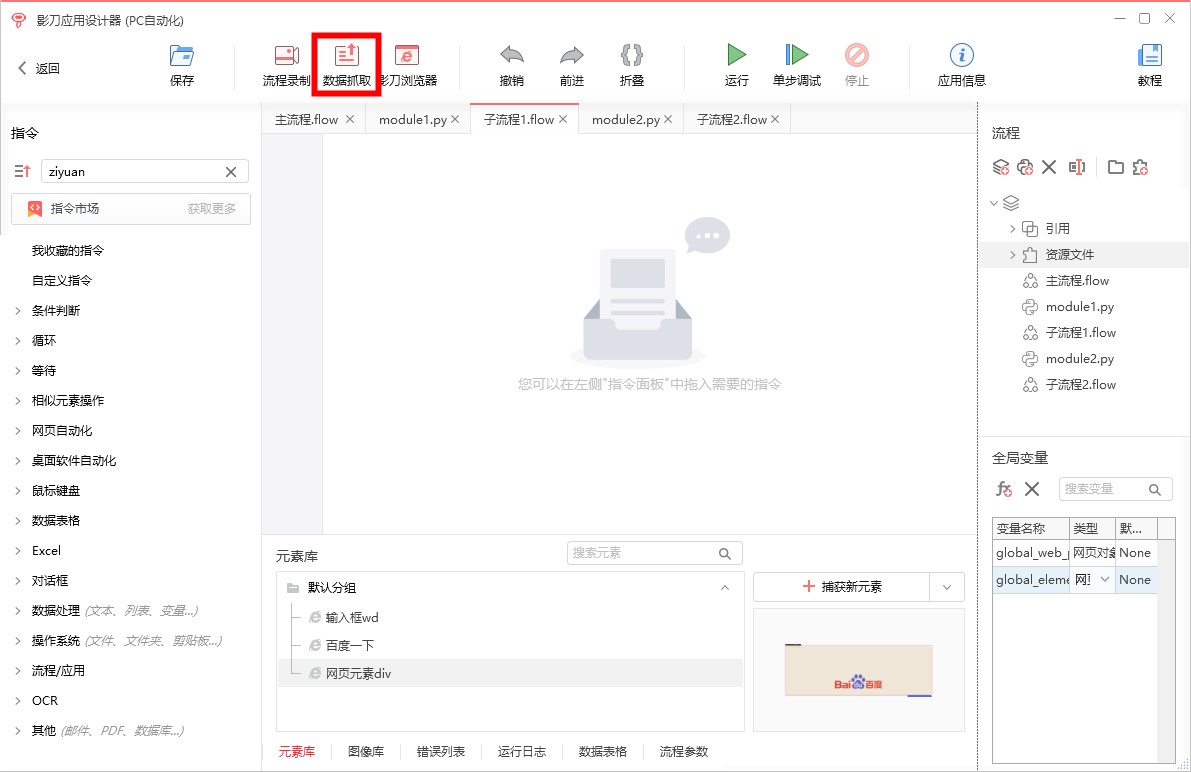 影刀应用设计器 (PC自动化)
返回
保存
流程录制
数据抓取
影刀浏览器
撤销
前进
折叠
运行
单步调试
停止
应用信息
教程
指令
ziyuan
指令市场 获取更多
我收藏的指令
自定义指令
条件判断
循环
等待
相似元素操作
网页自动化
桌面软件自动化
鼠标键盘
数据表格
Excel
对话框
数据处理 (文本、列表、变量...)
操作系统 (文件、文件夹、剪贴板...)
流程/应用
OCR
其他 (邮件、PDF、数据库...)
主流程.flow
module1.py
子流程1.flow
module2.py
子流程2.flow
您可以在左侧"指令面板"中拖入需要的指令
元素库
搜索元素
默认分组
输入框wd
百度一下
网页元素div
捕获新元素
Bai百度
元素库
图像库
错误列表
运行日志
数据表格
流程参数
流程
引用
资源文件
主流程.flow
module1.py
子流程1.flow
module2.py
子流程2.flow
全局变量
搜索变量
变量名称 类型 默...
global_web_ 网页对象 None
global_eleme 网 None